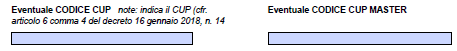 Eventuale CODICE CUP note: indica il CUP (cfr.
articolo 6 comma 4 del decreto 16 gennaio 2018, n. 14
Eventuale CODICE CUP MASTER